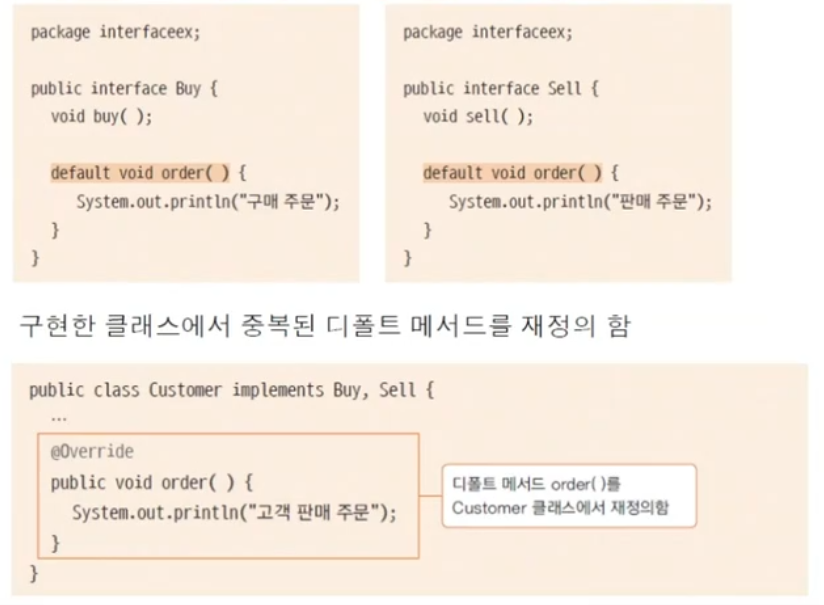 package interfaceex;
public interface Buy {
void buy( );
default void order( ) {
System.out.println("구매 주문");
}
}
package interfaceex;
public interface Sell {
void sell( );
default void order( ) {
System.out.println("판매 주문");
}
}
구현한 클래스에서 중복된 디폴트 메서드를 재정의 함
public class Customer implements Buy, Sell {
...
@Override
public void order( ) {
System.out.println("고객 판매 주문");
}
}
디폴트 메서드 order( )를
Customer 클래스에서 재정의함